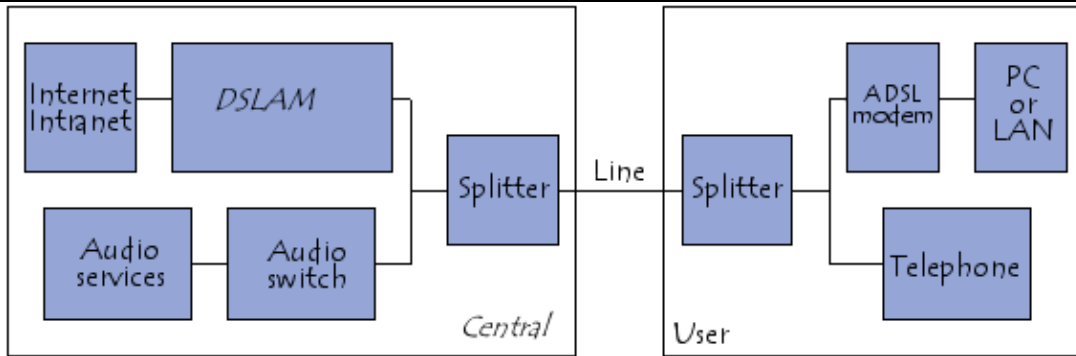 Internet
Intranet
DSLAM
Audio
services
Audio
switch
Splitter
Central
Line
Splitter
ADSL
modem
PC
or
LAN
Telephone
User